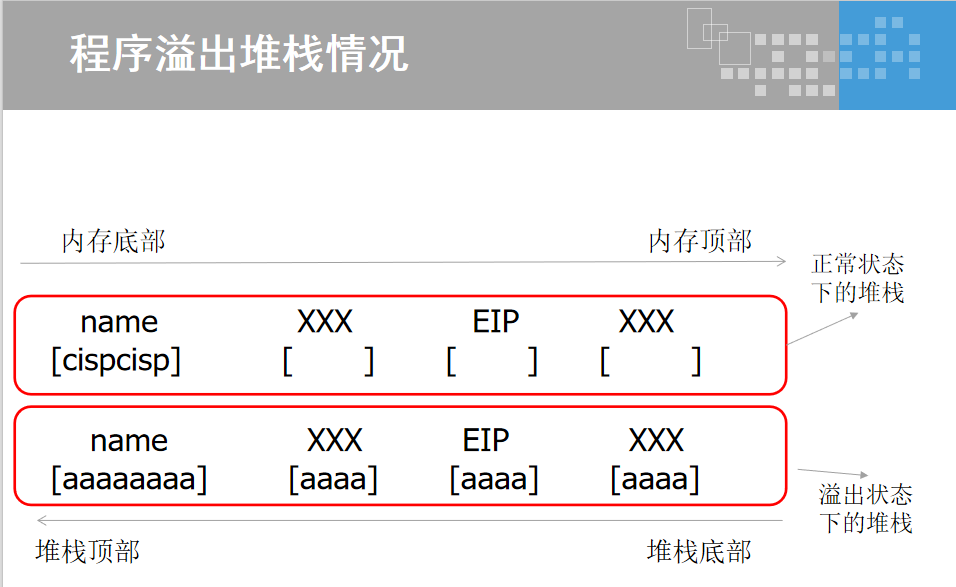 程序溢出堆栈情况
内存底部 内存顶部
正常状态
下的堆栈
name XXX EIP XXX
[cispcisp] [ ] [ ] [ ]
name XXX EIP XXX
[aaaaaaaa] [aaaa] [aaaa] [aaaa]
溢出状态
下的堆栈
堆栈顶部 堆栈底部